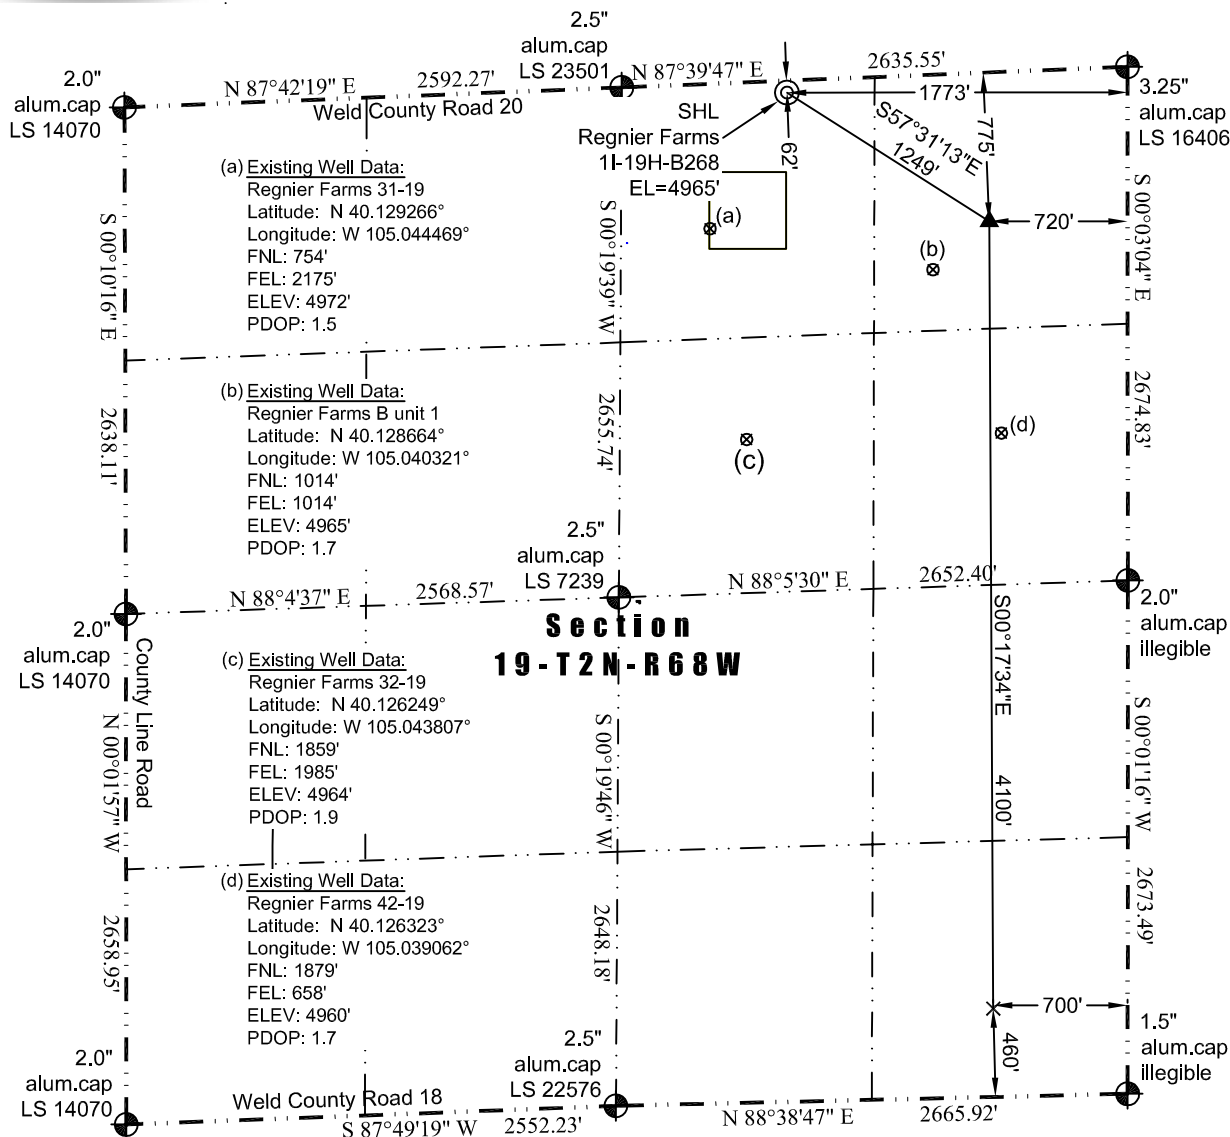 2.5"
alum.cap
LS 23501
2.0"
alum.cap
LS 14070
N 87°42'19" E
2592.27'
N 87°39'47" E
2635.55'
3.25"
alum.cap
LS 16406
Weld County Road 20
SHL
Regnier Farms
1I-19H-B268
EL=4965'
1773'
62'
S57°31'13"E
1249'
775'
720'
(a) Existing Well Data:
Regnier Farms 31-19
Latitude: N 40.129266°
Longitude: W 105.044469°
FNL: 754'
FEL: 2175'
ELEV: 4972'
PDOP: 1.5
(a)
(b)
S 00°10'16" E
S 00°19'39" W
S 00°03'04" E
(b) Existing Well Data:
Regnier Farms B unit 1
Latitude: N 40.128664°
Longitude: W 105.040321°
FNL: 1014'
FEL: 1014'
ELEV: 4965'
PDOP: 1.7
(c)
(d)
2638.11'
2655.74'
2674.83'
2.5"
alum.cap
LS 7239
N 88°4'37" E
2568.57'
N 88°5'30" E
2652.40'
2.0"
alum.cap
LS 14070
2.0"
alum.cap
illegible
Section
19-T2N-R68W
S00°17'34"E
4100'
County Line Road
(c) Existing Well Data:
Regnier Farms 32-19
Latitude: N 40.126249°
Longitude: W 105.043807°
FNL: 1859'
FEL: 1985'
ELEV: 4964'
PDOP: 1.9
N 00°01'57" W
S 00°19'46" W
S 00°01'16" W
(d) Existing Well Data:
Regnier Farms 42-19
Latitude: N 40.126323°
Longitude: W 105.039062°
FNL: 1879'
FEL: 658'
ELEV: 4960'
PDOP: 1.7
2658.95'
2648.18'
2673.49'
700'
460'
2.0"
alum.cap
LS 14070
2.5"
alum.cap
LS 22576
1.5"
alum.cap
illegible
Weld County Road 18
S 87°49'19" W
2552.23'
N 88°38'47" E
2665.92'